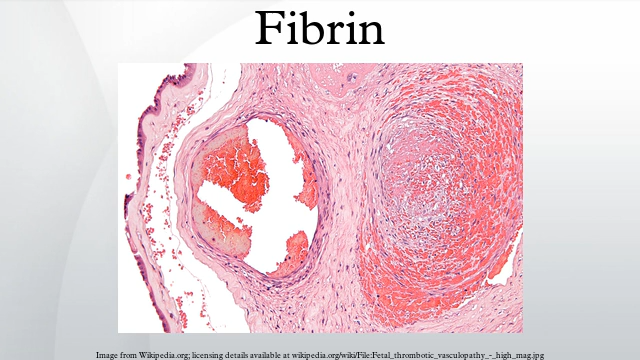 Fibrin
Image from Wikipedia.org; licensing details available at wikipedia.org/wiki/File:Fetal_thrombotic_vasculopathy_-_high_mag.jpg